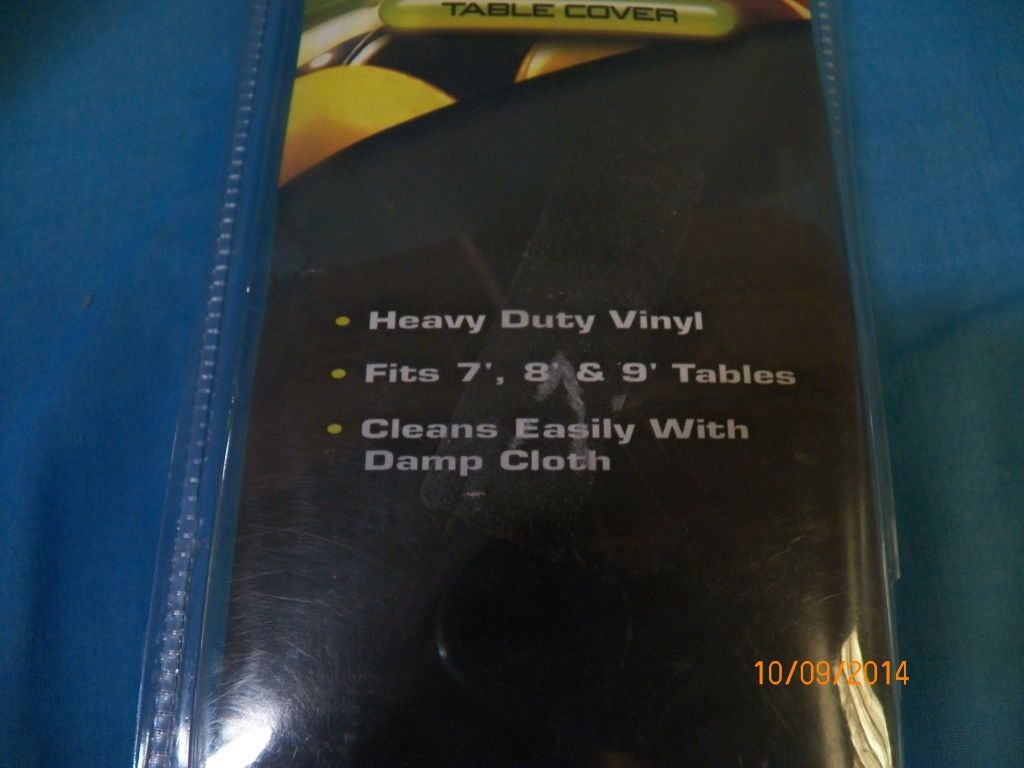 TABLE COVER
• Heavy Duty Vinyl
• Fits 7', 8' & 9' Tables
• Cleans Easily With
Damp Cloth
10/09/2014